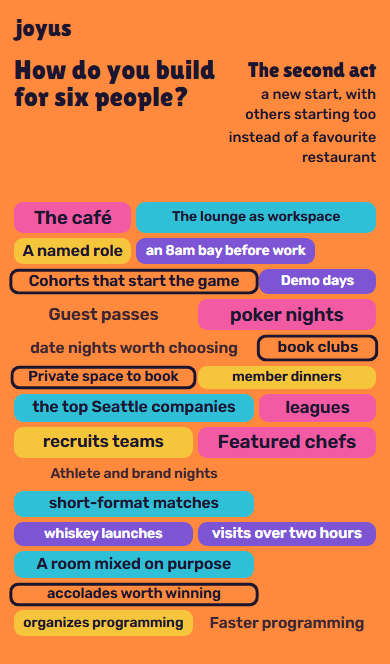 joyus
How do you build
for six people?
The second act
a new start, with
others starting too
instead of a favourite
restaurant
The café
The lounge as workspace
A named role
an 8am bay before work
Cohorts that start the game
Demo days
Guest passes
poker nights
date nights worth choosing
book clubs
Private space to book
member dinners
the top Seattle companies
leagues
recruits teams
Featured chefs
Athlete and brand nights
short-format matches
whiskey launches
visits over two hours
A room mixed on purpose
accolades worth winning
organizes programming
Faster programming